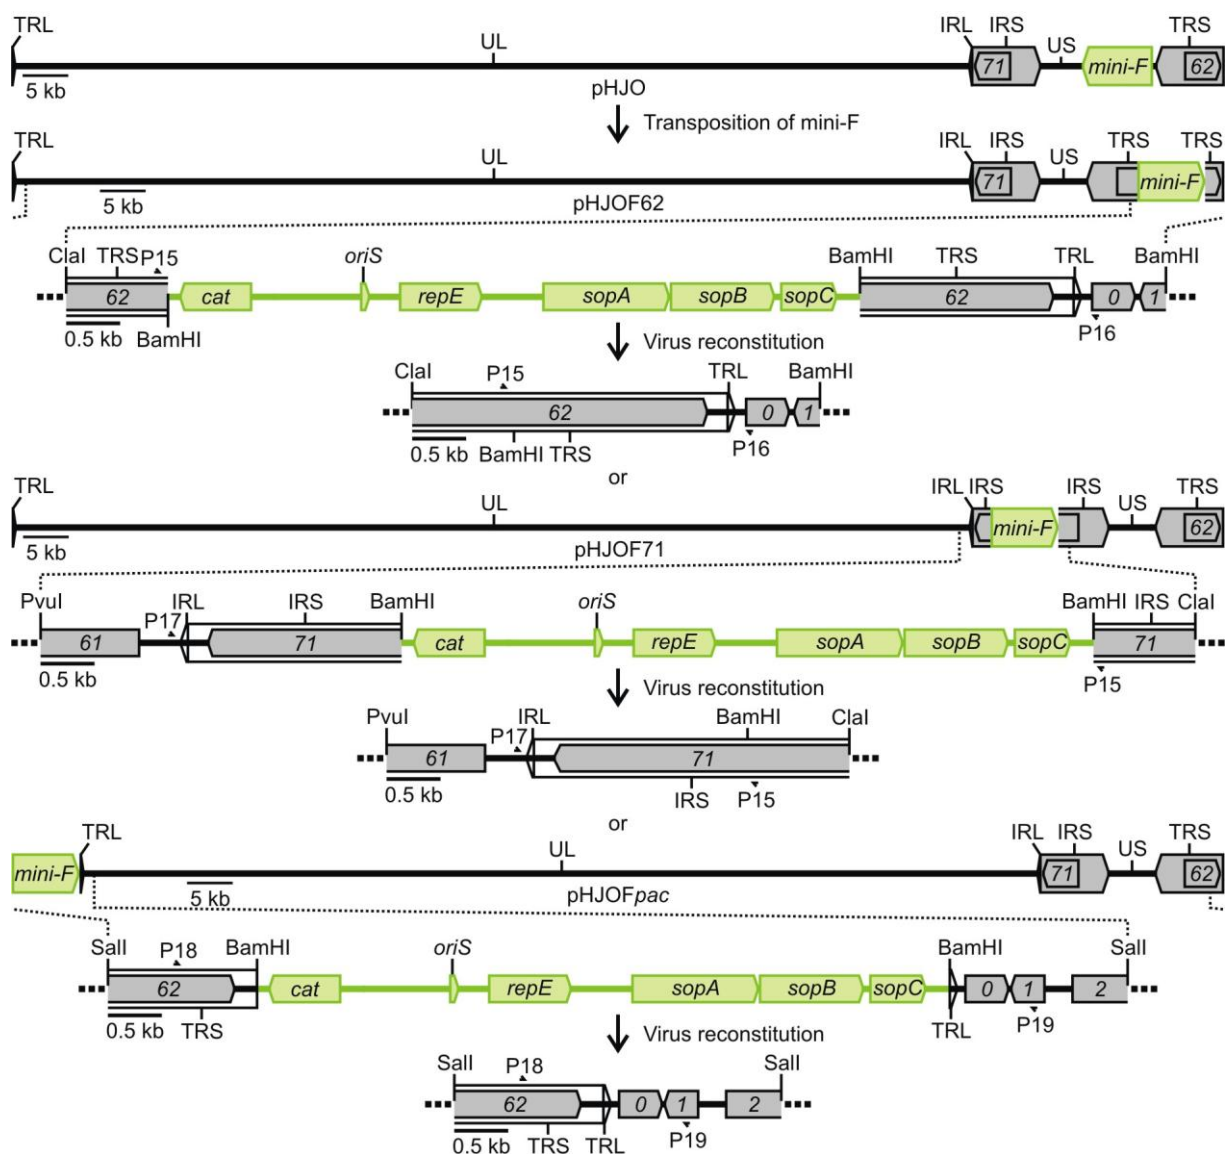 TRL UL IRL IRS US TRS
71 mini-F 62
5 kb pHJO
Transposition of mini-F
TRL UL IRL IRS US TRS TRS
71 mini-F
5 kb pHJOF62
ClaI TRS P15 oriS BamHI TRS TRL BamHI
62 cat repE sopA sopB sopC 62 0 1
0.5 kb BamHI P16
Virus reconstitution
ClaI P15 TRL BamHI
62 0 1
0.5 kb BamHI TRS P16
or
TRL UL IRL IRS IRS US TRS
mini-F 62
5 kb pHJOF71
PvuI P17 IRL IRS BamHI oriS BamHI IRS ClaI
61 71 cat repE sopA sopB sopC 71
0.5 kb P15
Virus reconstitution
PvuI P17 IRL BamHI ClaI
61 71
0.5 kb IRS P15
or
TRL UL IRL IRS US TRS
mini-F 71 62
5 kb pHJOFpac
SalI P18 BamHI oriS BamHI SalI
62 cat repE sopA sopB sopC 0 1 2
0.5 kb TRS TRL P19
Virus reconstitution
SalI P18 SalI
62 0 1 2
0.5 kb TRS TRL P19